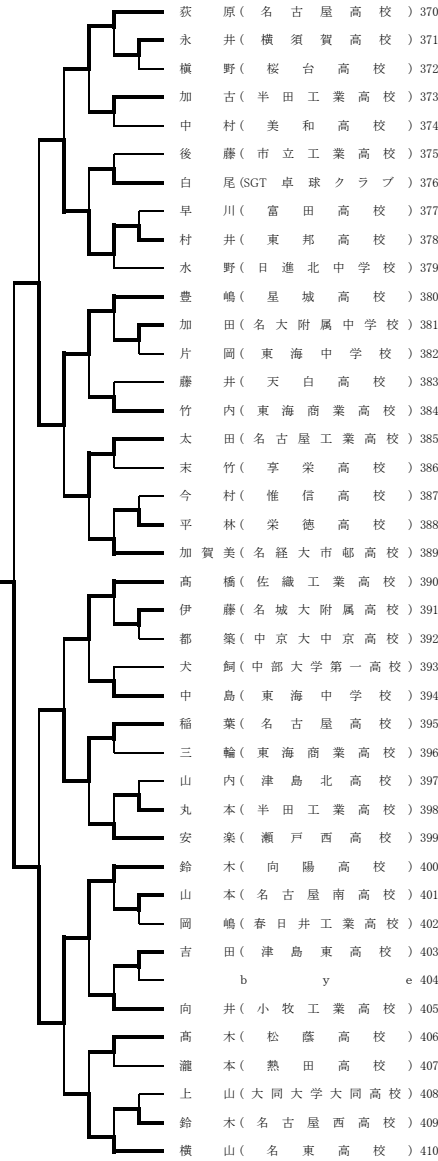 荻原(名古屋高校)370
永井(横須賀高校)371
槇野(桜台高校)372
加古(半田工業高校)373
中村(美和高校)374
後藤(市立工業高校)375
白尾(SGT卓球クラブ)376
早川(富田高校)377
村井(東邦高校)378
水野(日進北中学校)379
豊嶋(星城高校)380
加田(名大附属中学校)381
片岡(東海中学校)382
藤井(天白高校)383
竹内(東海商業高校)384
太田(名古屋工業高校)385
末竹(享栄高校)386
今村(惟信高校)387
平林(栄徳高校)388
加賀美(名経大市邨高校)389
髙橋(佐織工業高校)390
伊藤(名城大附属高校)391
都築(中京大中京高校)392
犬飼(中部大学第一高校)393
中島(東海中学校)394
稲葉(名古屋高校)395
三輪(東海商業高校)396
山内(津島北高校)397
丸本(半田工業高校)398
安楽(瀬戸西高校)399
鈴木(向陽高校)400
山本(名古屋南高校)401
岡嶋(春日井工業高校)402
吉田(津島東高校)403
bye 404
向井(小牧工業高校)405
髙木(松蔭高校)406
瀧本(熱田高校)407
上山(大同大学大同高校)408
鈴木(名古屋西高校)409
横山(名東高校)410